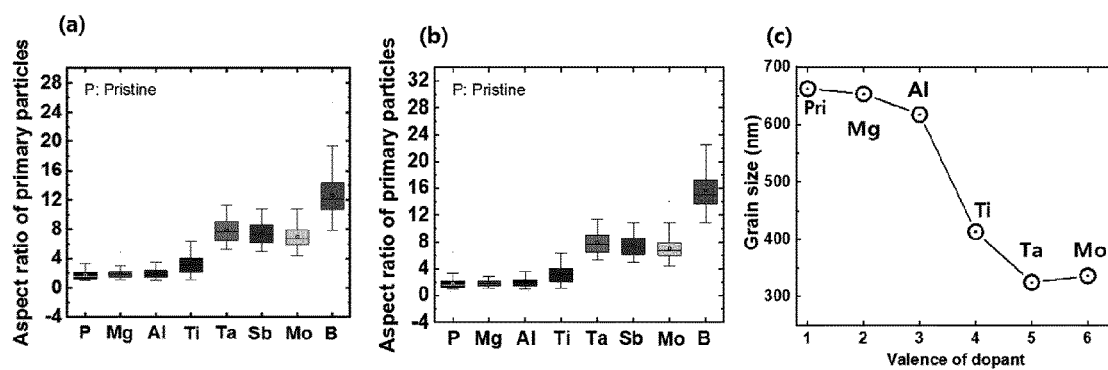 (a)
Aspect ratio of primary particles
P: Pristine
28
24
20
16
12
8
4
0
-4
P Mg Al Ti Ta Sb Mo B
(b)
Aspect ratio of primary particles
P: Pristine
32
28
24
20
16
12
8
4
0
-4
P Mg Al Ti Ta Sb Mo B
(c)
Grain size (nm)
700
600
500
400
300
Pri
Mg
Al
Ti
Ta
Mo
1 2 3 4 5 6
Valence of dopant